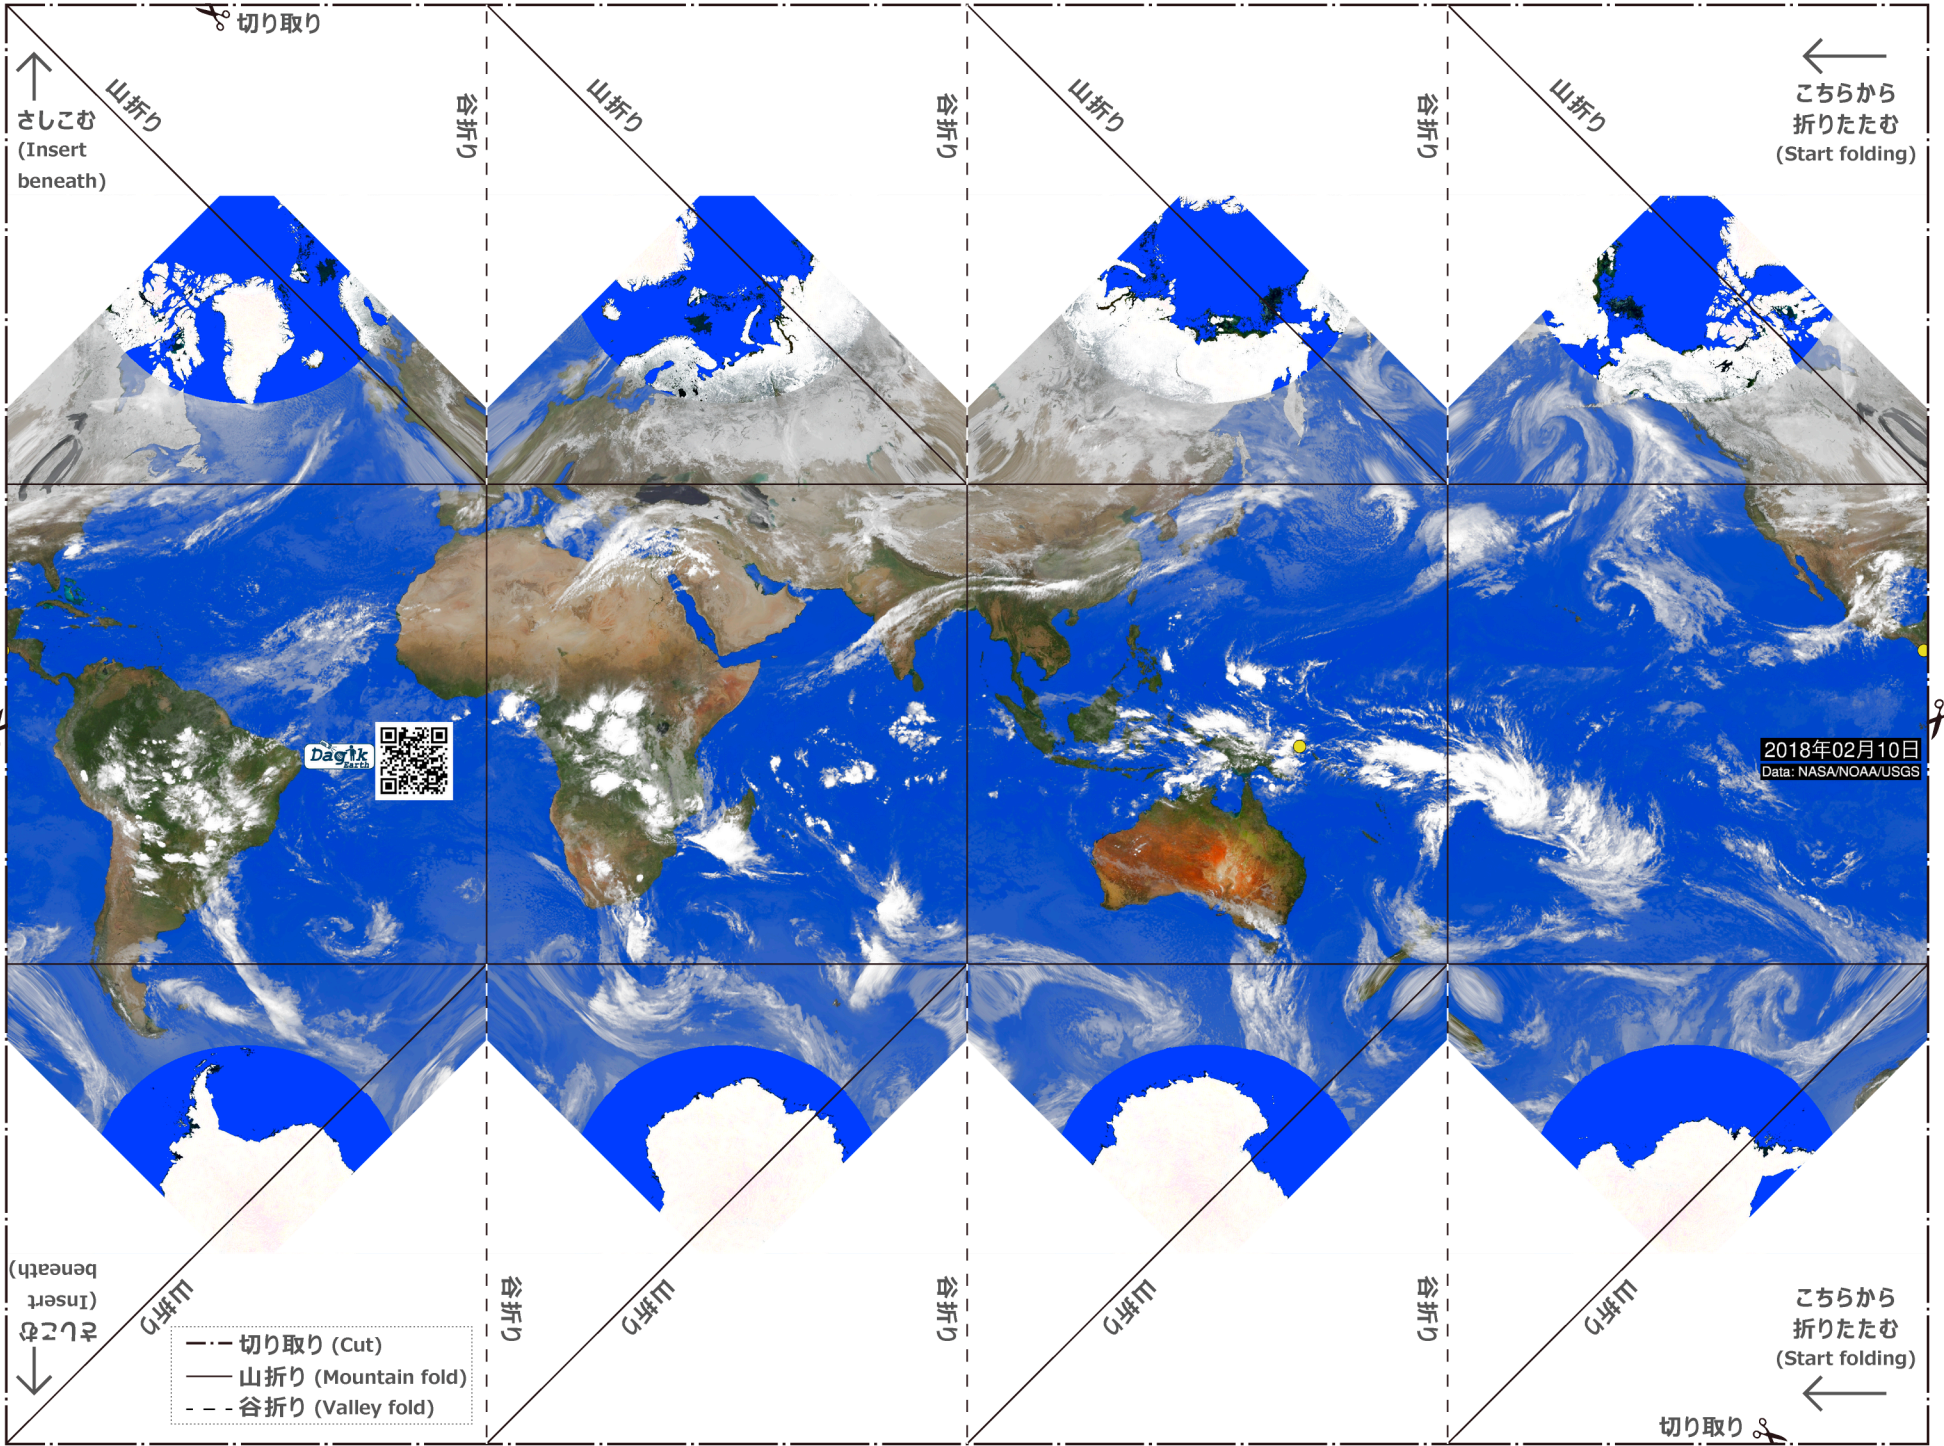 切り取り
山折り
谷折り
山折り
谷折り
山折り
谷折り
山折り
さしこむ
(Insert
beneath)
こちらから
折りたたむ
(Start folding)
Dagik
Earth
2018年02月10日
Data: NASA/NOAA/USGS
さしこむ
(Insert
beneath)
山折り
谷折り
山折り
谷折り
山折り
谷折り
山折り
こちらから
折りたたむ
(Start folding)
切り取り (Cut)
山折り (Mountain fold)
谷折り (Valley fold)
切り取り